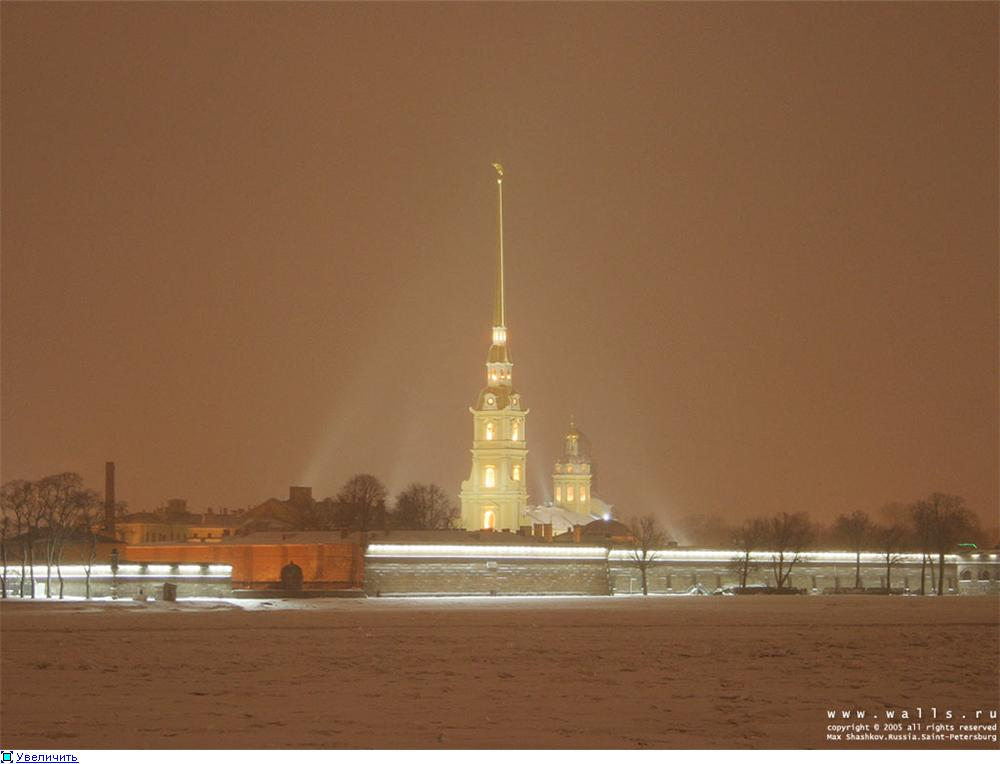 www.walls.ru
copyright © 2005 all rights reserved
Max Shashkov.Russia.Saint-Petersburg
Увеличить